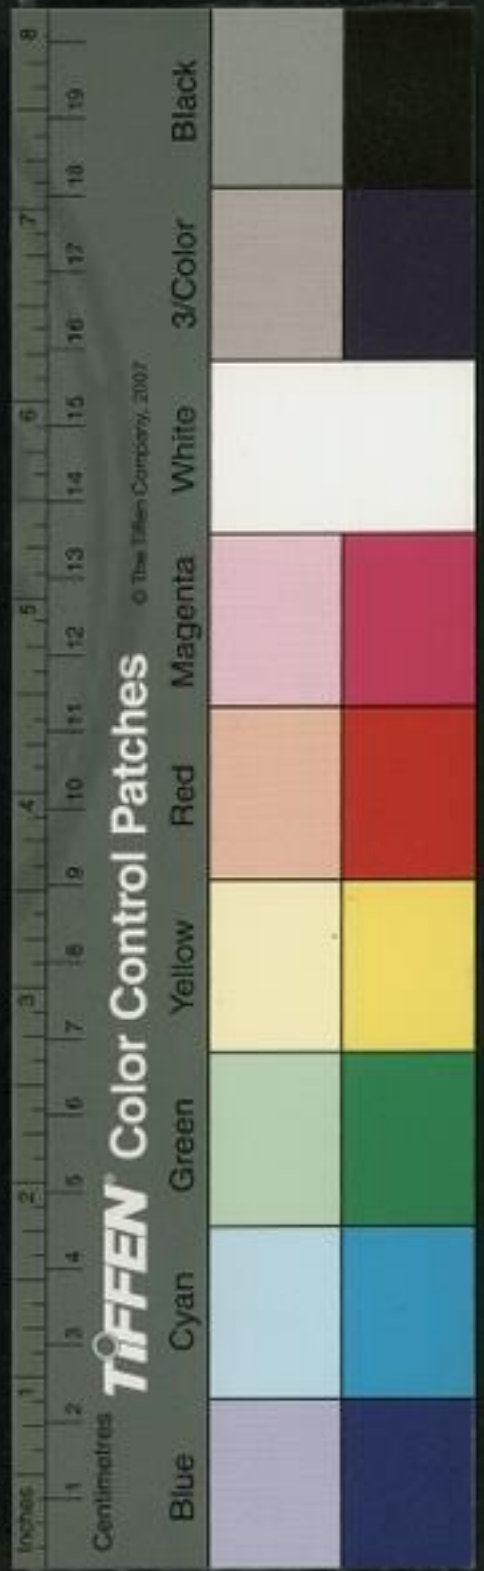 Inches 1 2 3 4 5 6 7 8
Centimetres 1 2 3 4 5 6 7 8 9 10 11 12 13 14 15 16 17 18 19
TiFFEN® Color Control Patches
© The Tiffen Company, 2007
Blue Cyan Green Yellow Red Magenta White 3/Color Black